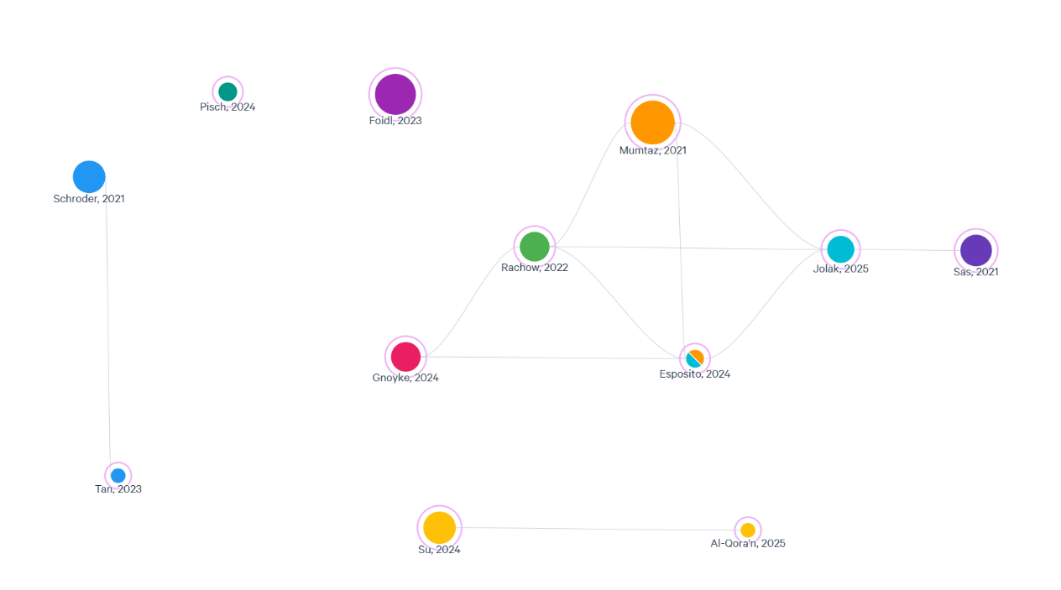 Pisch, 2024
Foidl, 2023
Mumtaz, 2021
Schroder, 2021
Rachow, 2022
Jolak, 2025
Sas, 2021
Gnoyke, 2024
Esposito, 2024
Tan, 2023
Su, 2024
Al-Qora'n, 2025